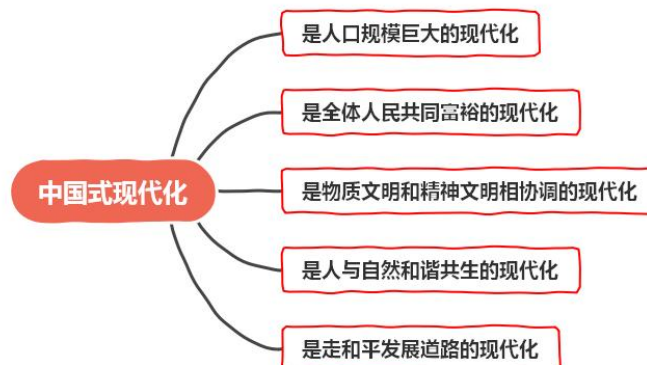 是人口规模巨大的现代化
是全体人民共同富裕的现代化
中国式现代化
是物质文明和精神文明相协调的现代化
是人与自然和谐共生的现代化
是走和平发展道路的现代化